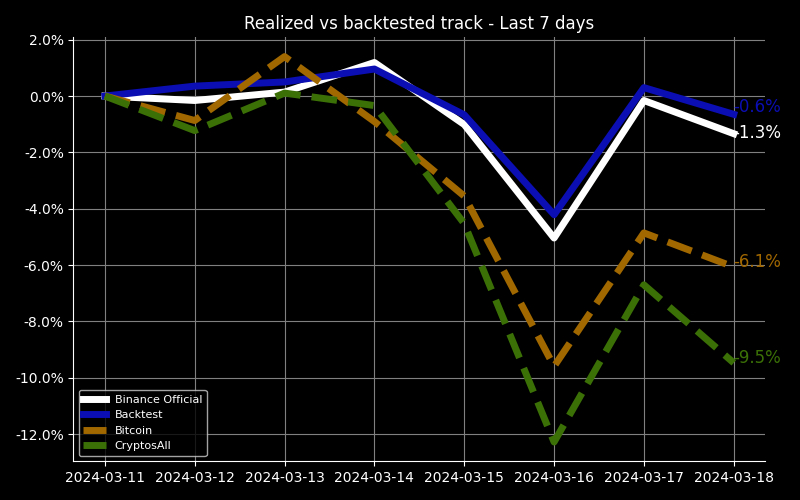 Realized vs backtested track - Last 7 days
2.0%
0.0%
-2.0%
-4.0%
-6.0%
-8.0%
-10.0%
-12.0%
-0.6%
-1.3%
-6.1%
-9.5%
Binance Official
Backtest
Bitcoin
CryptosAll
2024-03-11 2024-03-12 2024-03-13 2024-03-14 2024-03-15 2024-03-16 2024-03-17 2024-03-18